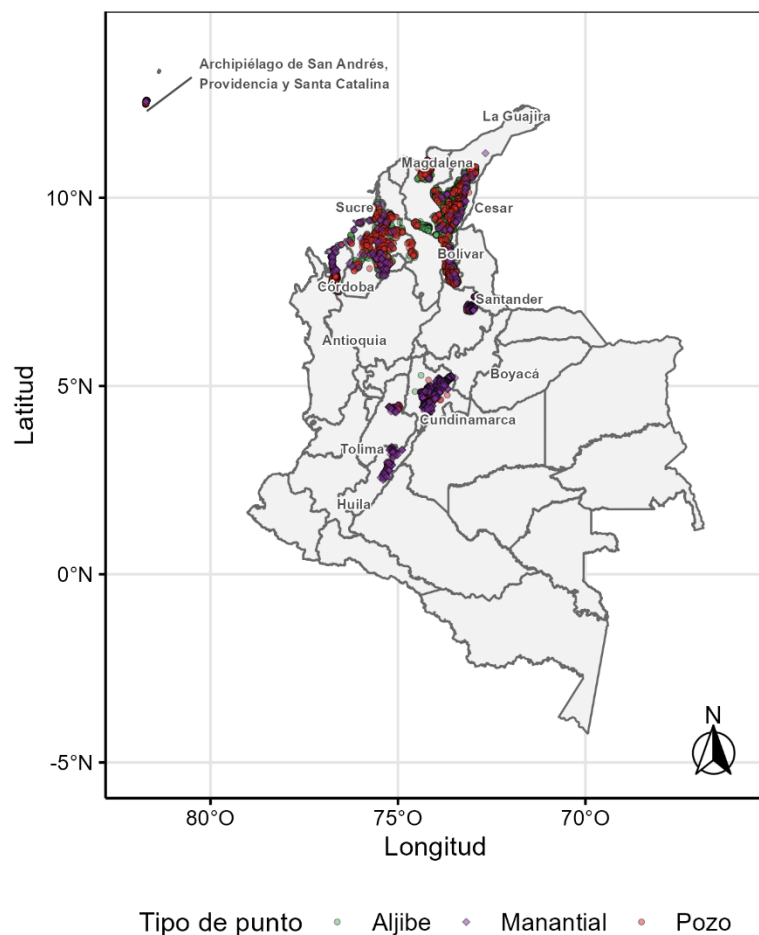 Archipiélago de San Andrés,
Providencia y Santa Catalina
La Guajira
Magdalena
10°N
Sucre
Cesar
Bolívar
Córdoba
Santander
Antioquia
5°N
Boyacá
Cundinamarca
Tolima
Huila
Latitud
0°N
N
-5°N
80°O
75°O
70°O
Longitud
Tipo de punto Aljibe Manantial Pozo